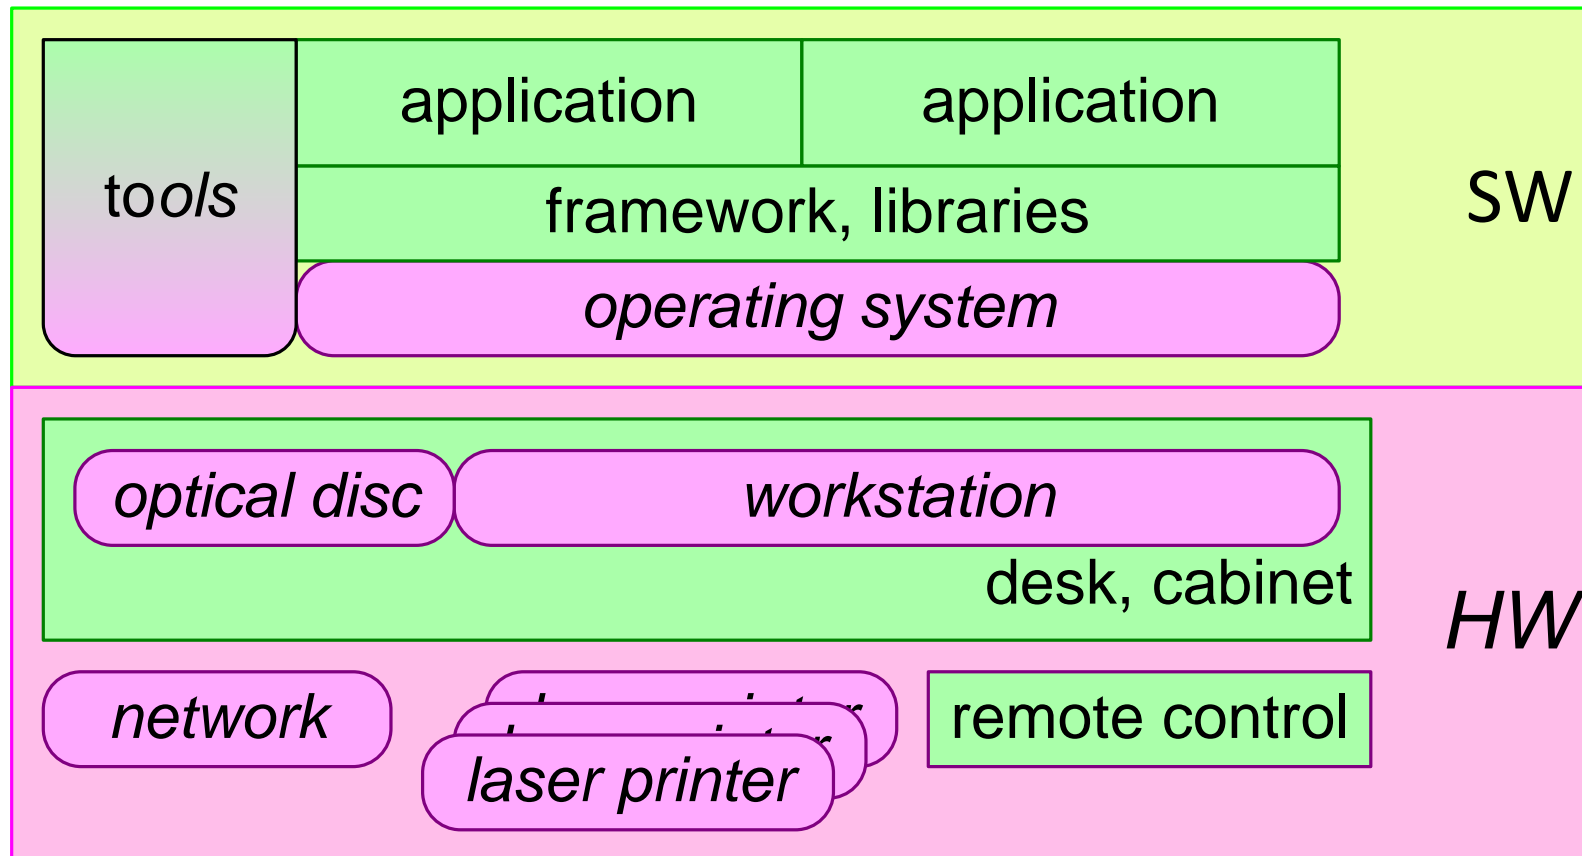 application
application
tools
framework, libraries
SW
operating system
optical disc
workstation
desk, cabinet
HW
network
laser printer
remote control